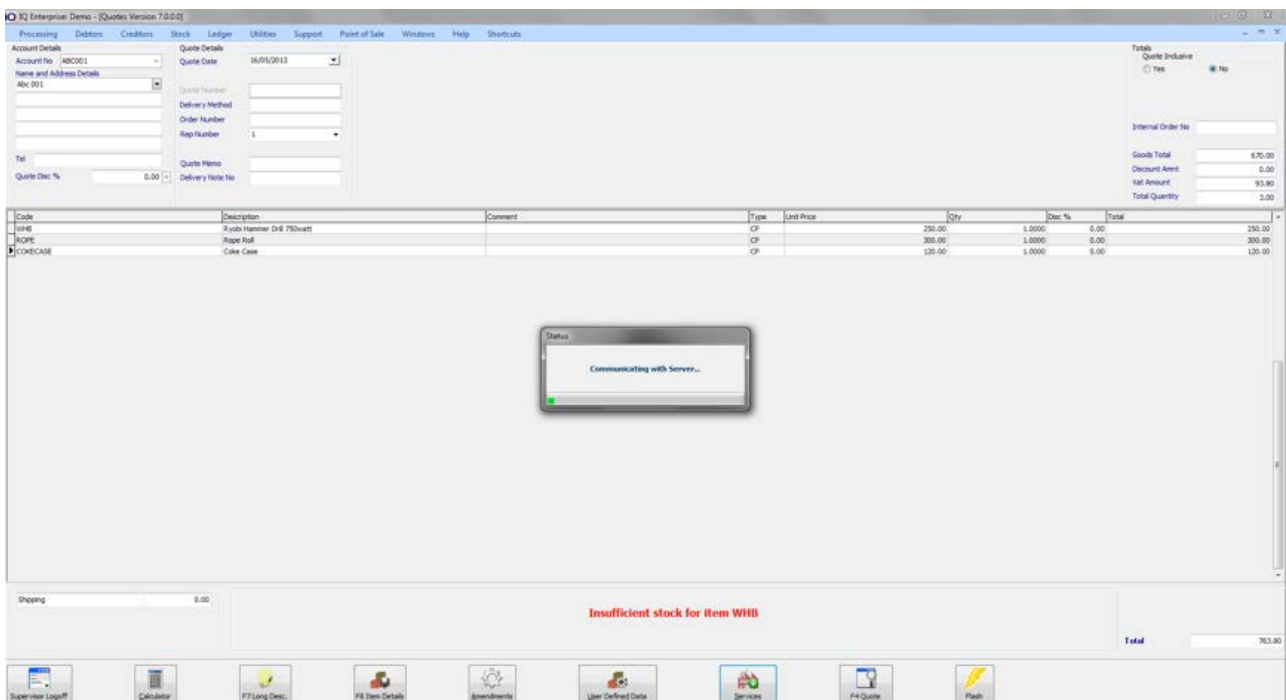 IQ Enterprise: Demo - [Quotes Version 7.0.0.0]
Processing Debtors Creditors Stock Ledger Utilities Support Point of Sale Windows Help Shortcuts
Account Details
Account No ABC001
Name and Address Details
Abc 001
Tel
Quote Disc % 0.00
Quote Details
Quote Date 16/05/2013
Quote Number
Delivery Method
Order Number
Rep Number 1
Quote Memo
Delivery Note No
Totals
Quote Inclusive
Yes No
Internal Order No
Goods Total 670.00
Discount Amnt 0.00
Vat Amount 93.80
Total Quantity 3.00
Code Description Comment Type Unit Price Qty Disc % Total
WHB Ryobi Hammer Drill 750watt CP 250.00 1.0000 0.00 250.00
ROPE Rope Roll CP 300.00 1.0000 0.00 300.00
COKECASE Coke Case CP 120.00 1.0000 0.00 120.00
Status
Communicating with Server...
Shipping 0.00
Insufficient stock for item WHB
Total 763.80
Supervisor Logoff Calculator F7 Long Desc. F8 Item Details Amendments User Defined Data Services F4 Quote Flash